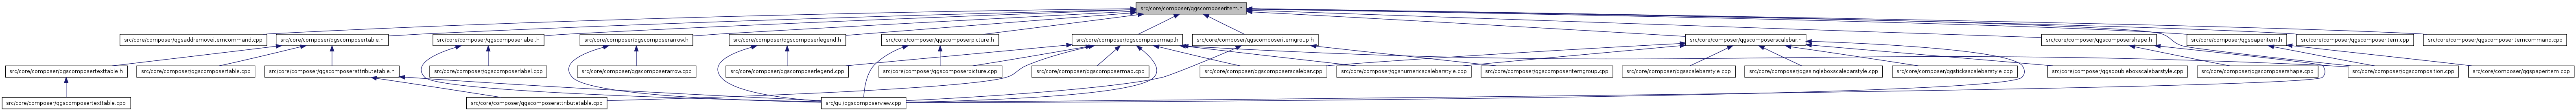 src/core/composer/qgscomposeritem.h
src/core/composer/qgsaddremoveitemcommand.cpp
src/core/composer/qgscomposertable.h
src/core/composer/qgscomposerlabel.h
src/core/composer/qgscomposerarrow.h
src/core/composer/qgscomposerlegend.h
src/core/composer/qgscomposerpicture.h
src/core/composer/qgscomposermap.h
src/core/composer/qgscomposeritemgroup.h
src/core/composer/qgscomposerscalebar.h
src/core/composer/qgscomposershape.h
src/core/composer/qgspaperitem.h
src/core/composer/qgscomposeritem.cpp
src/core/composer/qgscomposeritemcommand.cpp
src/core/composer/qgscomposertexttable.h
src/core/composer/qgscomposertable.cpp
src/core/composer/qgscomposerattributetable.h
src/core/composer/qgscomposerlabel.cpp
src/core/composer/qgscomposerarrow.cpp
src/core/composer/qgscomposerlegend.cpp
src/core/composer/qgscomposerpicture.cpp
src/core/composer/qgscomposermap.cpp
src/core/composer/qgscomposerscalebar.cpp
src/core/composer/qgsnumericscalebarstyle.cpp
src/core/composer/qgscomposeritemgroup.cpp
src/core/composer/qgsscalebarstyle.cpp
src/core/composer/qgssingleboxscalebarstyle.cpp
src/core/composer/qgsticksscalebarstyle.cpp
src/core/composer/qgsdoubleboxscalebarstyle.cpp
src/core/composer/qgscomposershape.cpp
src/core/composer/qgscomposition.cpp
src/core/composer/qgspaperitem.cpp
src/core/composer/qgscomposertexttable.cpp
src/core/composer/qgscomposerattributetable.cpp
src/gui/qgscomposerview.cpp